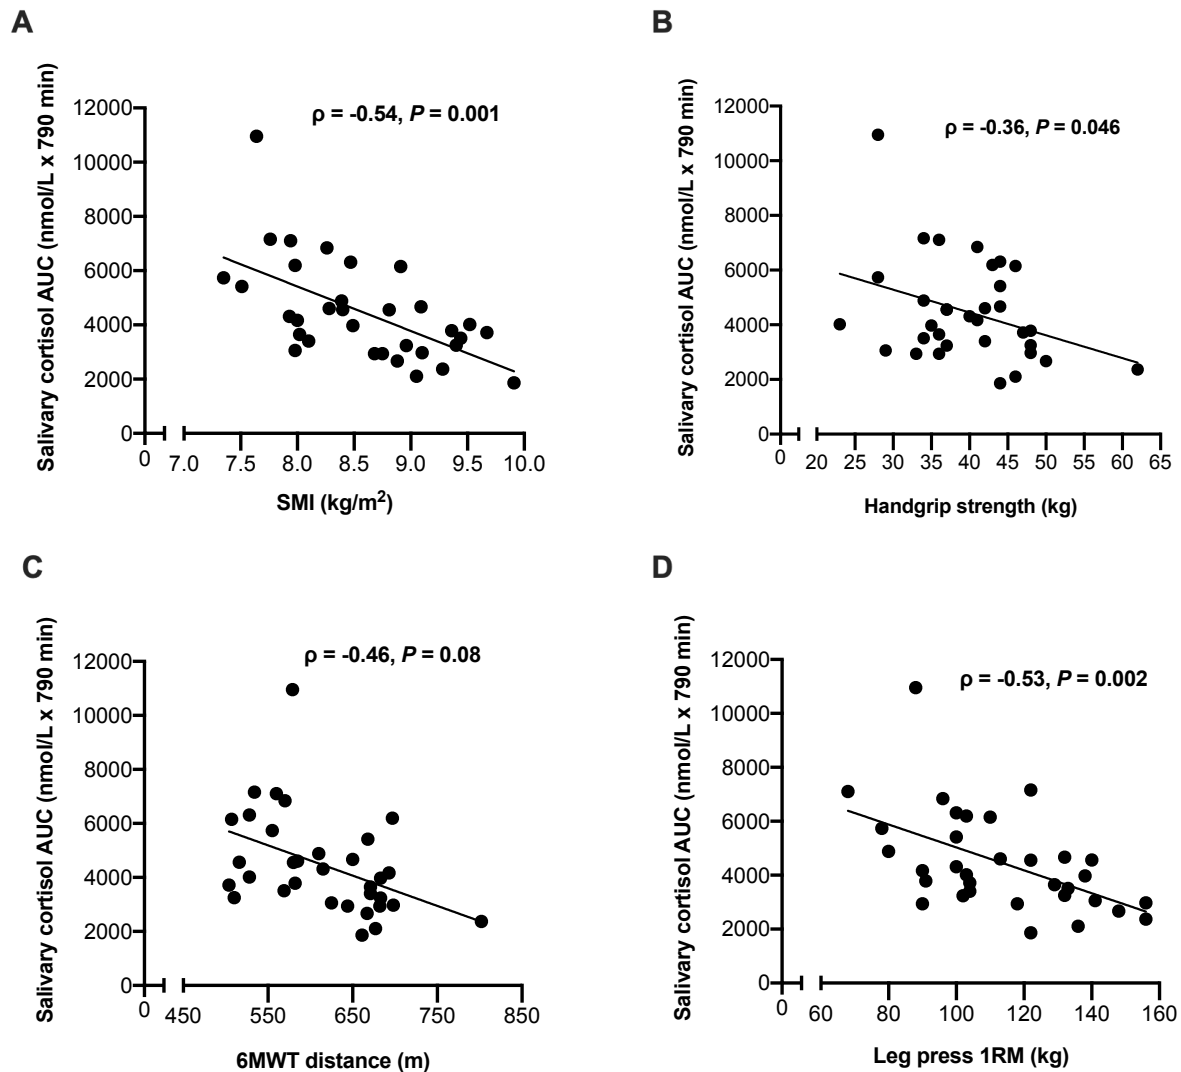 A
Salivary cortisol AUC (nmol/L x 790 min)
ρ = -0.54, P = 0.001
12000
10000
8000
6000
4000
2000
0
0 7.0 7.5 8.0 8.5 9.0 9.5 10.0
SMI (kg/m²)
B
Salivary cortisol AUC (nmol/L x 790 min)
ρ = -0.36, P = 0.046
12000
10000
8000
6000
4000
2000
0
0 20 25 30 35 40 45 50 55 60 65
Handgrip strength (kg)
C
Salivary cortisol AUC (nmol/L x 790 min)
ρ = -0.46, P = 0.08
12000
10000
8000
6000
4000
2000
0
0 450 550 650 750 850
6MWT distance (m)
D
Salivary cortisol AUC (nmol/L x 790 min)
ρ = -0.53, P = 0.002
12000
10000
8000
6000
4000
2000
0
0 60 80 100 120 140 160
Leg press 1RM (kg)